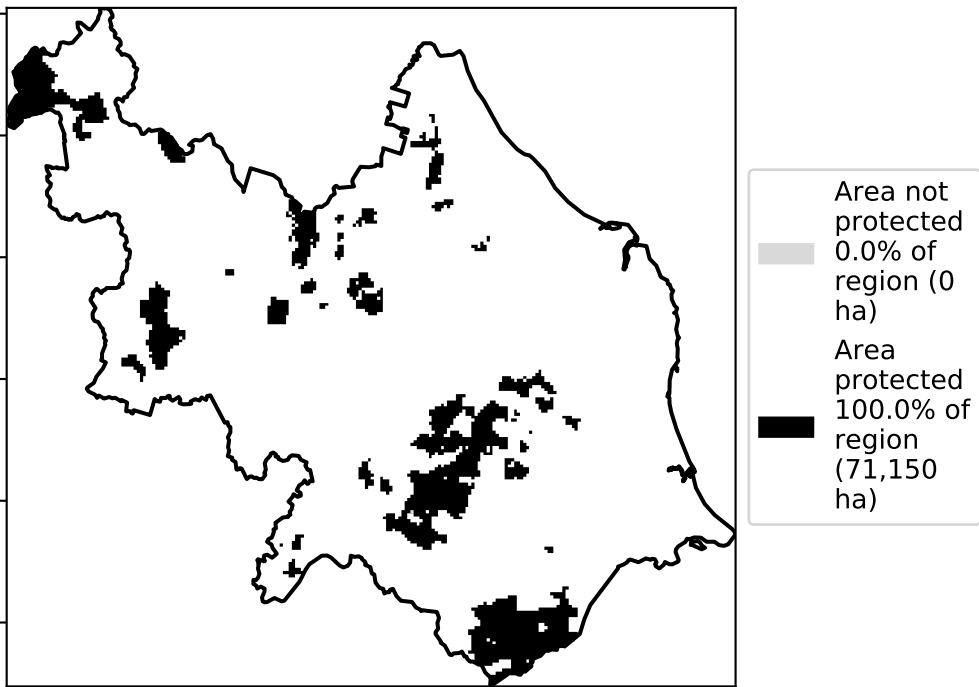 Area not
protected
0.0% of
region (0
ha)
Area
protected
100.0% of
region
(71,150
ha)